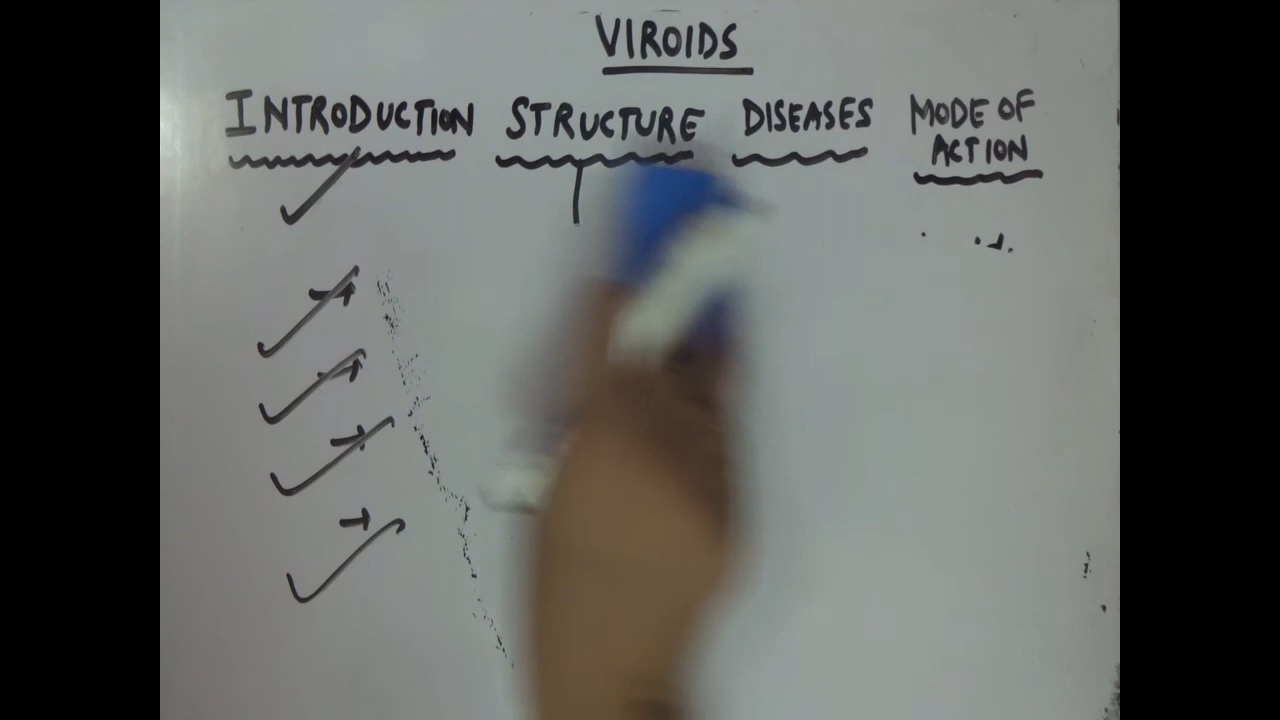 VIROIDS
INTRODUCTION STRUCTURE DISEASES MODE OF
ACTION